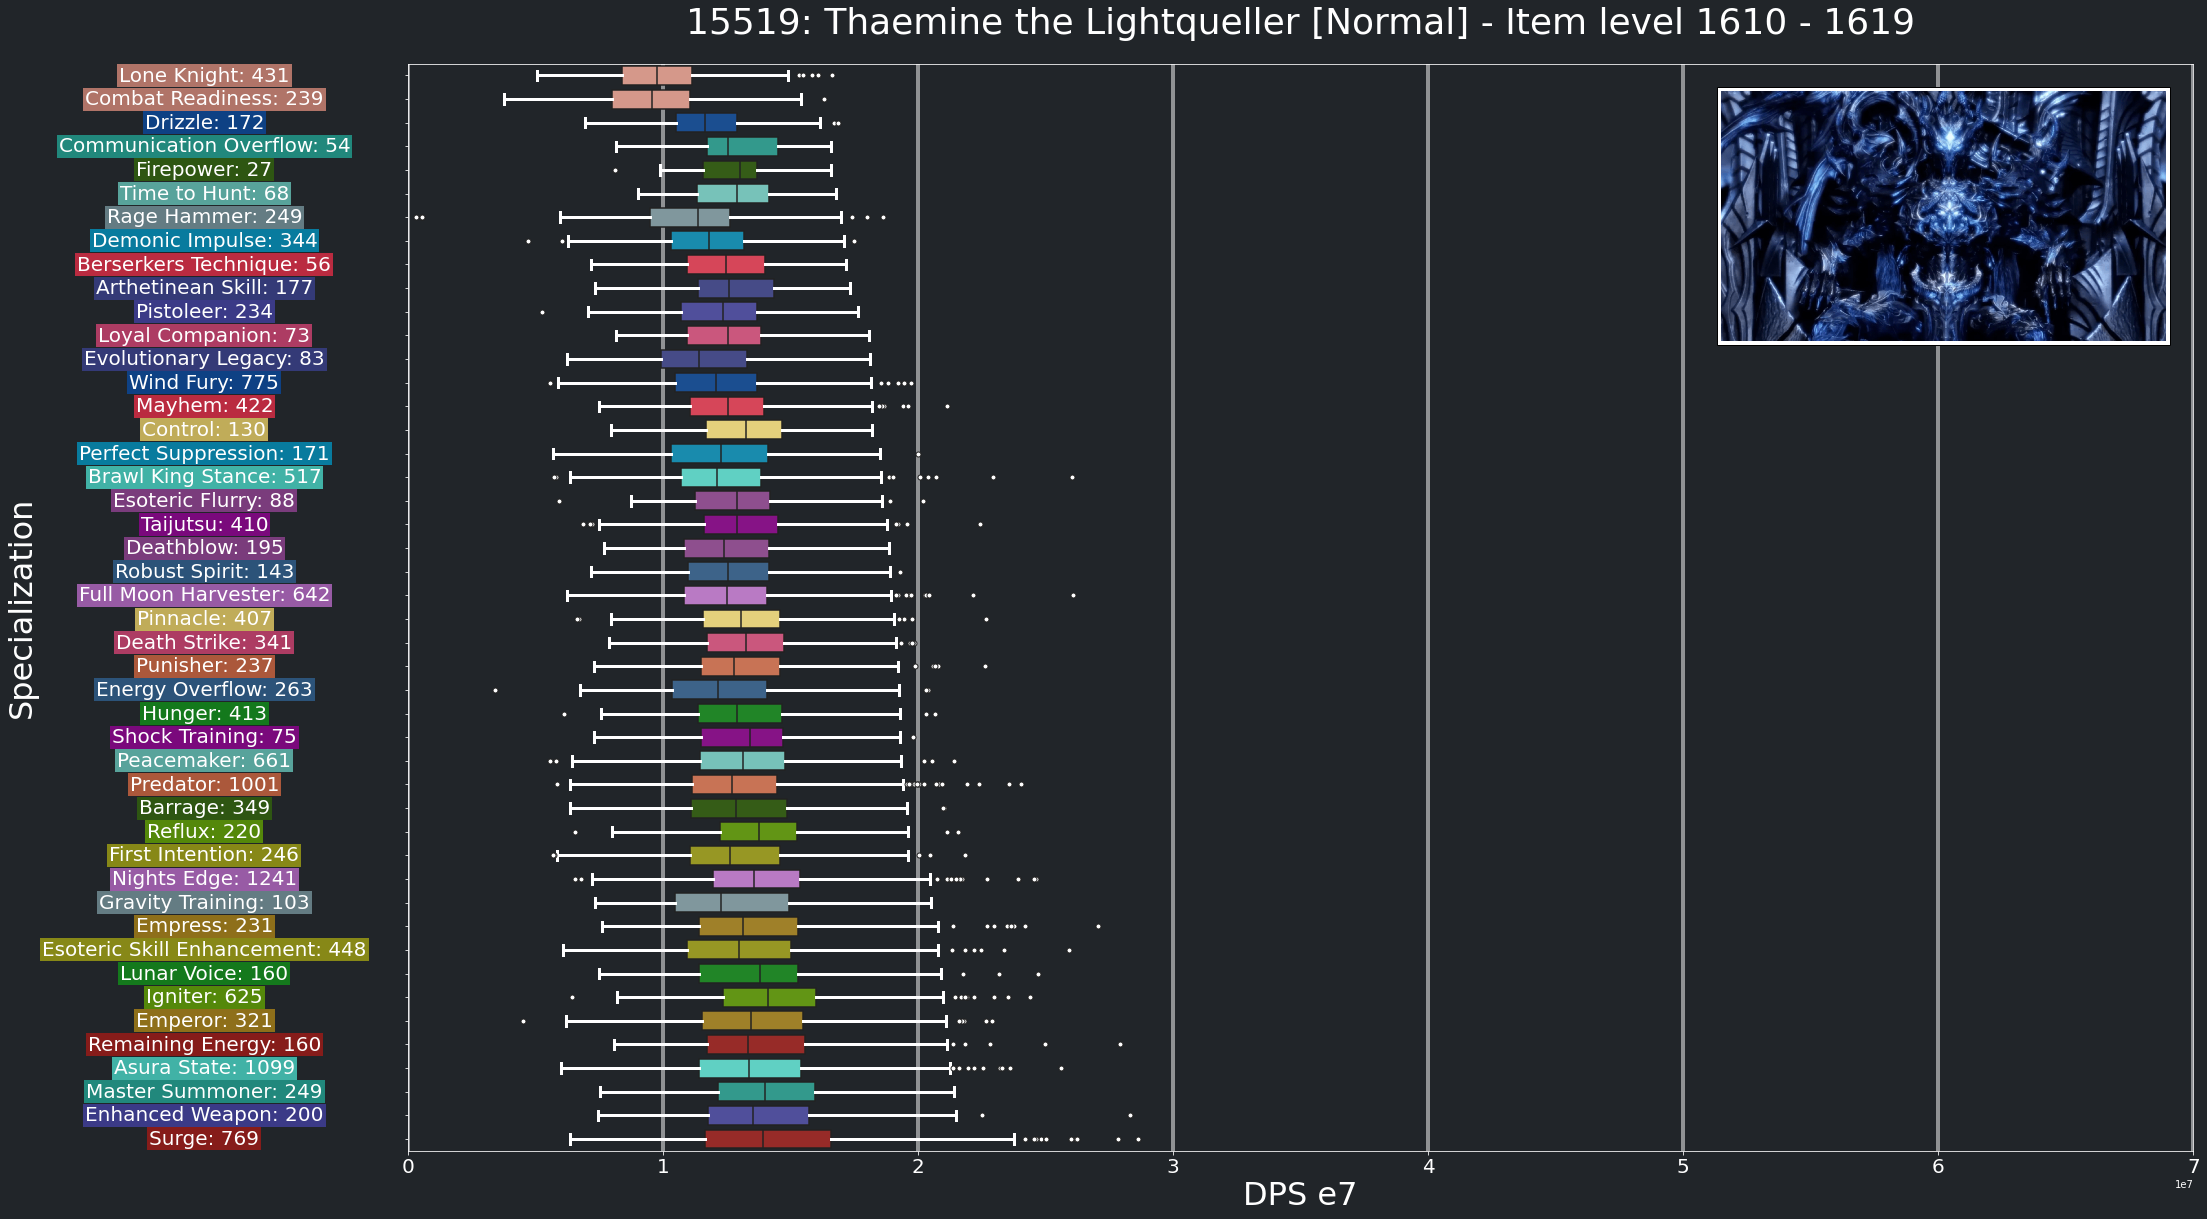 15519: Thaemine the Lightqueller [Normal] - Item level 1610 - 1619
Specialization
Lone Knight: 431
Combat Readiness: 239
Drizzle: 172
Communication Overflow: 54
Firepower: 27
Time to Hunt: 68
Rage Hammer: 249
Demonic Impulse: 344
Berserkers Technique: 56
Arthetinean Skill: 177
Pistoleer: 234
Loyal Companion: 73
Evolutionary Legacy: 83
Wind Fury: 775
Mayhem: 422
Control: 130
Perfect Suppression: 171
Brawl King Stance: 517
Esoteric Flurry: 88
Taijutsu: 410
Deathblow: 195
Robust Spirit: 143
Full Moon Harvester: 642
Pinnacle: 407
Death Strike: 341
Punisher: 237
Energy Overflow: 263
Hunger: 413
Shock Training: 75
Peacemaker: 661
Predator: 1001
Barrage: 349
Reflux: 220
First Intention: 246
Nights Edge: 1241
Gravity Training: 103
Empress: 231
Esoteric Skill Enhancement: 448
Lunar Voice: 160
Igniter: 625
Emperor: 321
Remaining Energy: 160
Asura State: 1099
Master Summoner: 249
Enhanced Weapon: 200
Surge: 769
0 1 2 3 4 5 6 7
1e7
DPS e7